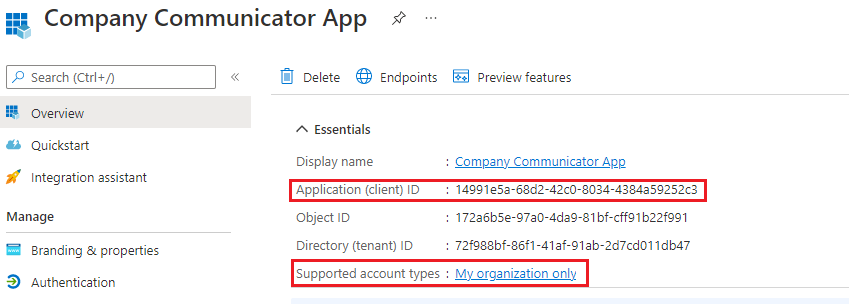 Company Communicator App
Search (Ctrl+/)
Delete Endpoints Preview features
Overview
Quickstart
Integration assistant
Manage
Branding & properties
Authentication
Essentials
Display name : Company Communicator App
Application (client) ID : 14991e5a-68d2-42c0-8034-4384a59252c3
Object ID : 172a6b5e-97a0-4da9-81bf-cff91b22f991
Directory (tenant) ID : 72f988bf-86f1-41af-91ab-2d7cd011db47
Supported account types : My organization only